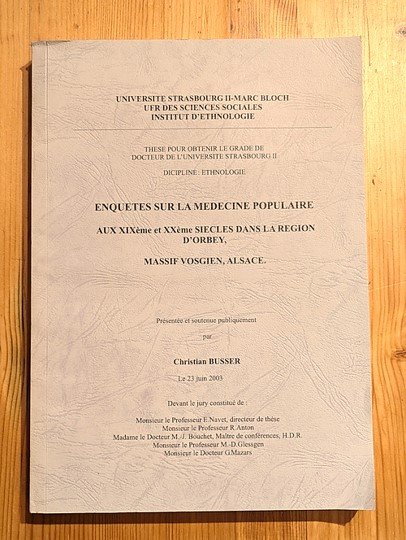 UNIVERSITE STRASBOURG II-MARC BLOCH
UFR DES SCIENCES SOCIALES
INSTITUT D'ETHNOLOGIE
THESE POUR OBTENIR LE GRADE DE
DOCTEUR DE L'UNIVERSITE STRASBOURG II
DICIPLINE: ETHNOLOGIE
ENQUETES SUR LA MEDECINE POPULAIRE
AUX XIXème et XXème SIECLES DANS LA REGION
D'ORBEY,
MASSIF VOSGIEN, ALSACE.
Présentée et soutenue publiquement
par
Christian BUSSER
Le 23 juin 2003
Devant le jury constitué de :
Monsieur le Professeur E.Navet, directeur de thèse
Monsieur le Professeur R.Anton
Madame le Docteur M.-J. Bouchet, Maître de conférences, H.D.R.
Monsieur le Professeur M.-D.Glessgen
Monsieur le Docteur G.Mazars